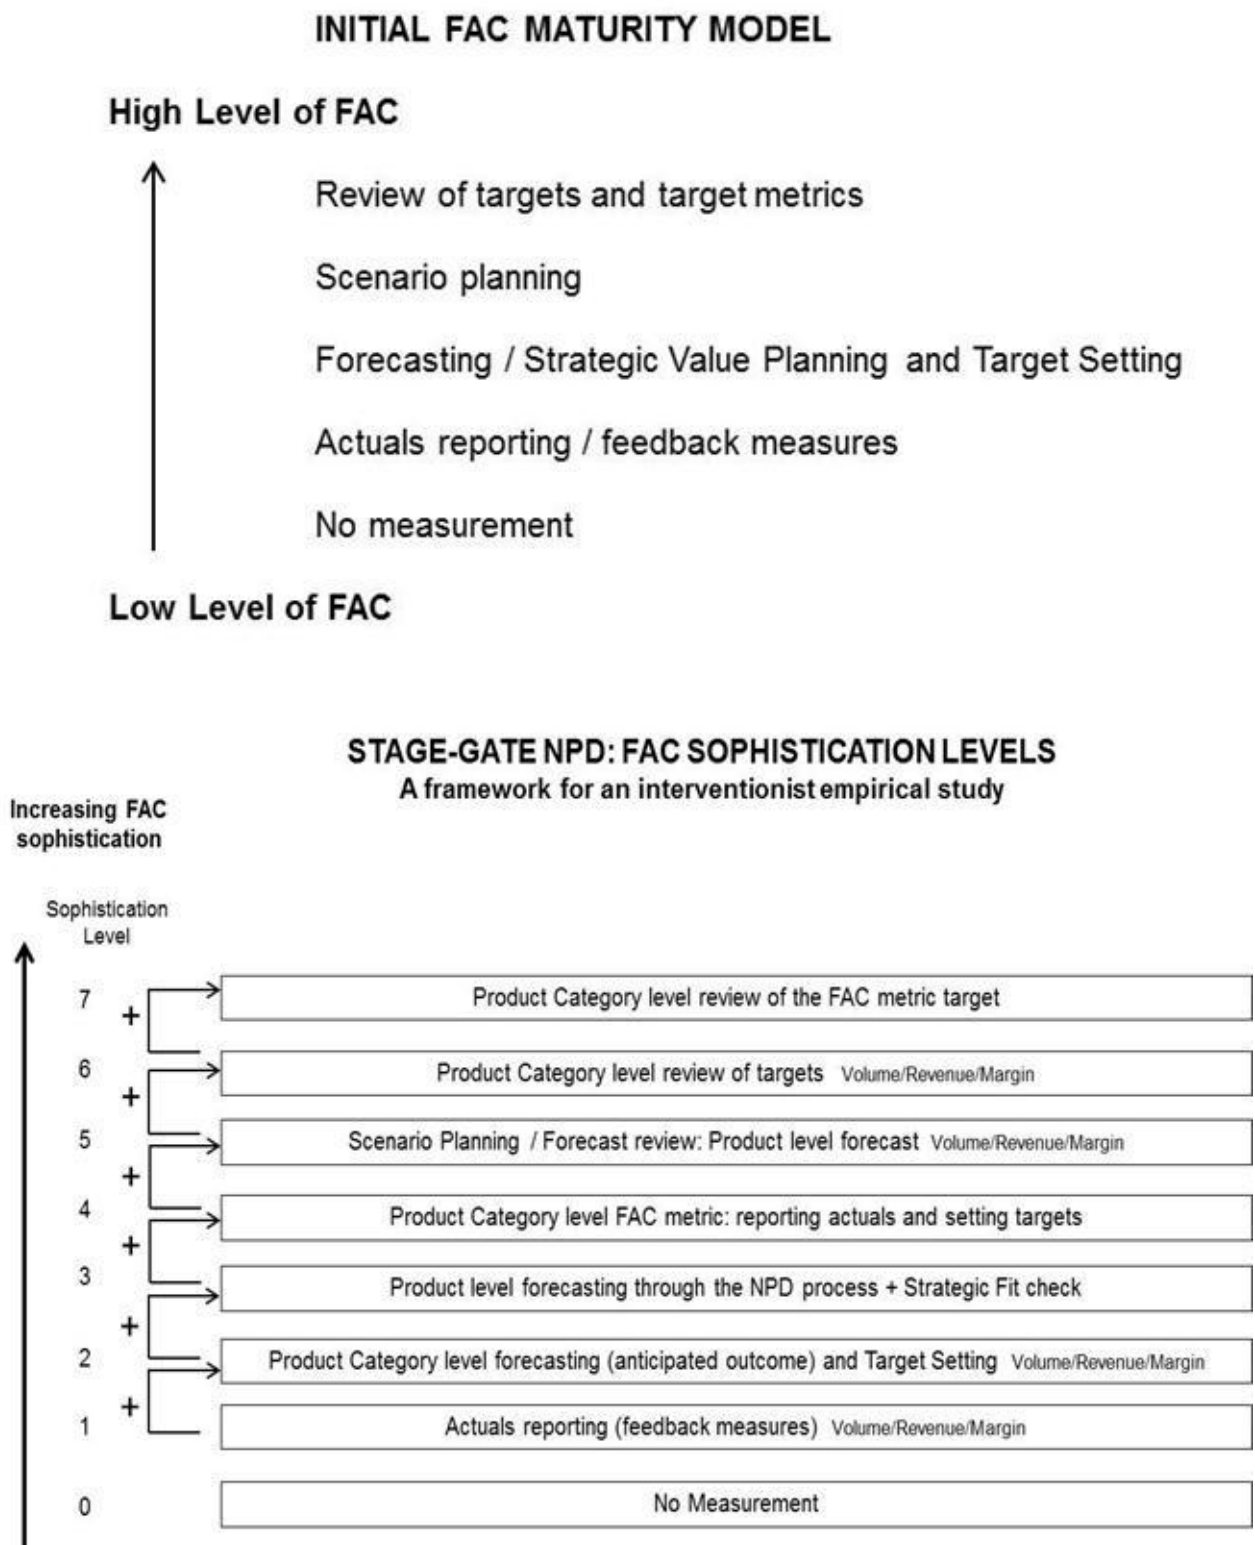 INITIAL FAC MATURITY MODEL
High Level of FAC
Review of targets and target metrics
Scenario planning
Forecasting / Strategic Value Planning and Target Setting
Actuals reporting / feedback measures
No measurement
Low Level of FAC
STAGE-GATE NPD: FAC SOPHISTICATION LEVELS
A framework for an interventionist empirical study
Increasing FAC
sophistication
Sophistication
Level
7
+
Product Category level review of the FAC metric target
6
+
Product Category level review of targets Volume/Revenue/Margin
5
+
Scenario Planning / Forecast review: Product level forecast Volume/Revenue/Margin
4
+
Product Category level FAC metric: reporting actuals and setting targets
3
+
Product level forecasting through the NPD process + Strategic Fit check
2
+
Product Category level forecasting (anticipated outcome) and Target Setting Volume/Revenue/Margin
1
Actuals reporting (feedback measures) Volume/Revenue/Margin
0
No Measurement